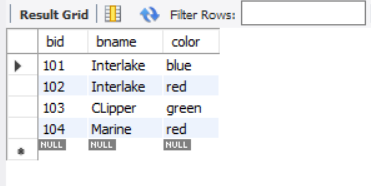 Result Grid Filter Rows:
bid bname color
101 Interlake blue
102 Interlake red
103 CLipper green
104 Marine red
NULL NULL NULL